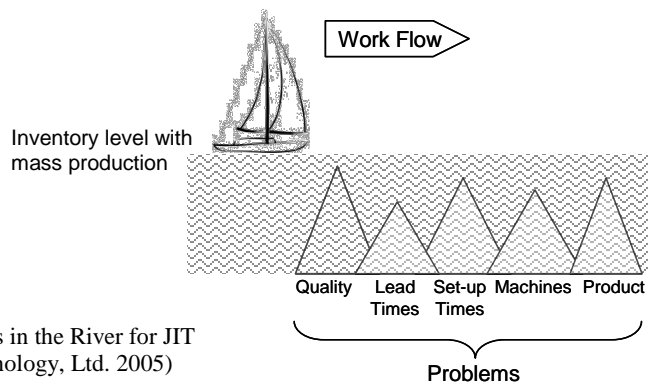 Work Flow
Inventory level with
mass production
Quality
Lead
Times
Set-up
Times
Machines
Product
Problems
s in the River for JIT
nology, Ltd. 2005)